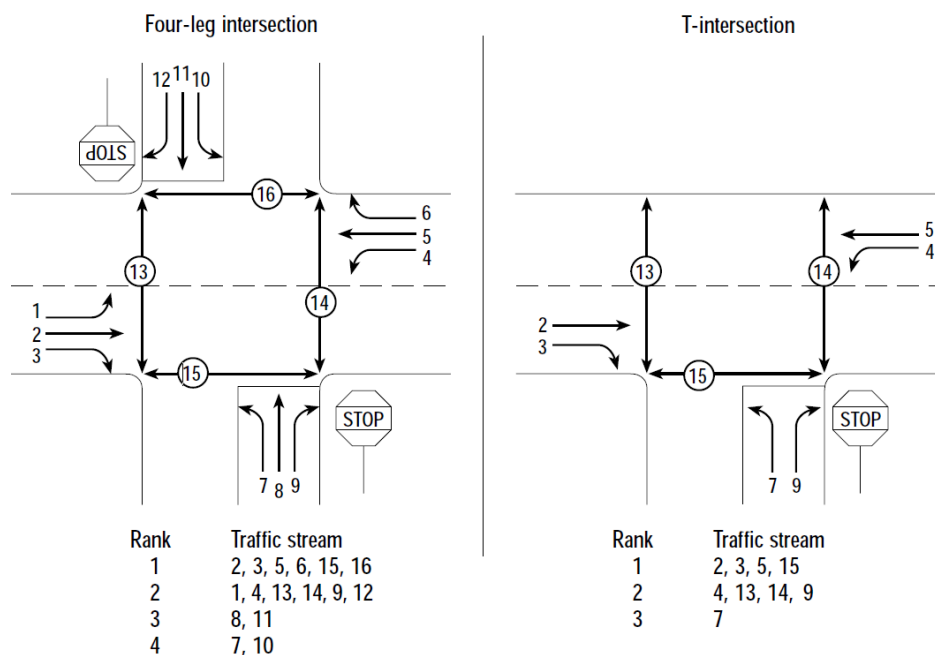 Four-leg intersection
12 11 10
STOP
16
6
5
4
13
14
1
2
3
15
STOP
7 8 9
Rank Traffic stream
1 2, 3, 5, 6, 15, 16
2 1, 4, 13, 14, 9, 12
3 8, 11
4 7, 10
T-intersection
5
4
13
14
2
3
15
STOP
7 9
Rank Traffic stream
1 2, 3, 5, 15
2 4, 13, 14, 9
3 7